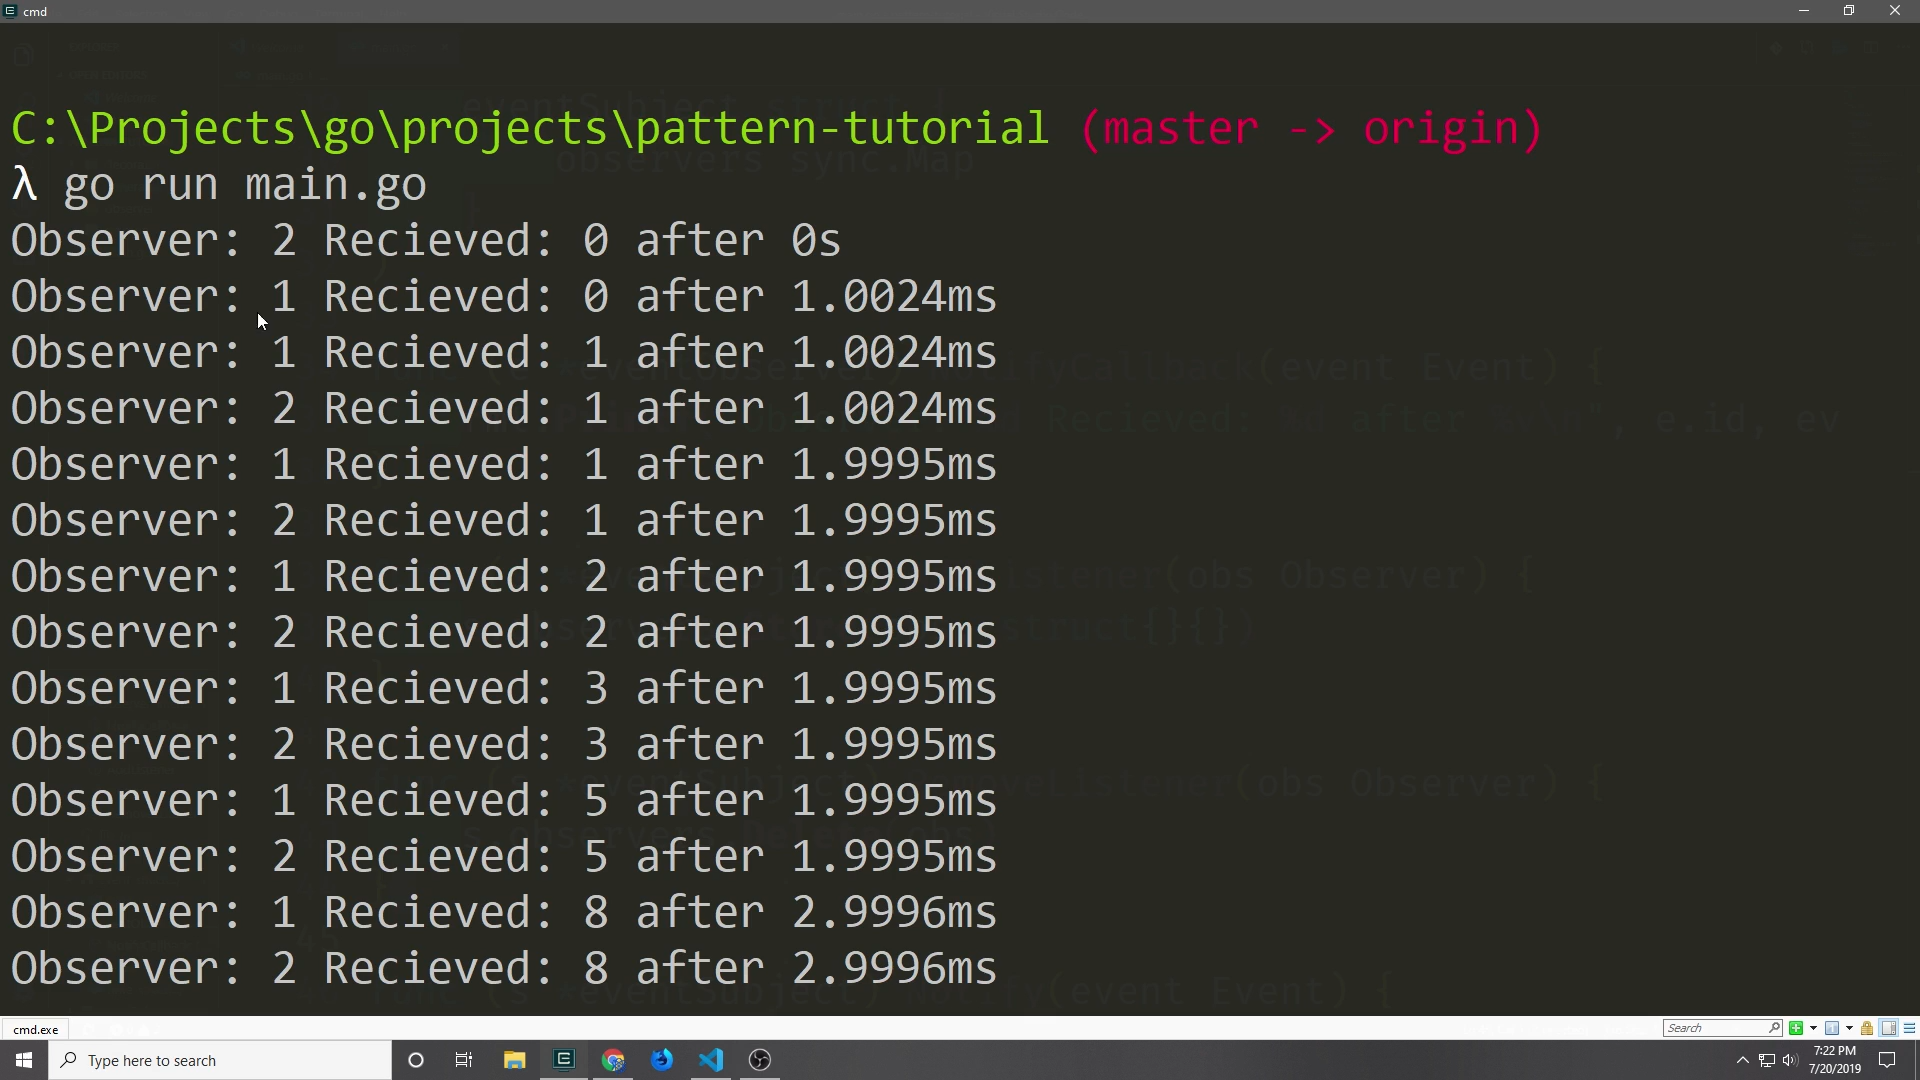 cmd
C:\Projects\go\projects\pattern-tutorial (master -> origin)
λ go run main.go
Observer: 2 Recieved: 0 after 0s
Observer: 1 Recieved: 0 after 1.0024ms
Observer: 1 Recieved: 1 after 1.0024ms
Observer: 2 Recieved: 1 after 1.0024ms
Observer: 1 Recieved: 1 after 1.9995ms
Observer: 2 Recieved: 1 after 1.9995ms
Observer: 1 Recieved: 2 after 1.9995ms
Observer: 2 Recieved: 2 after 1.9995ms
Observer: 1 Recieved: 3 after 1.9995ms
Observer: 2 Recieved: 3 after 1.9995ms
Observer: 1 Recieved: 5 after 1.9995ms
Observer: 2 Recieved: 5 after 1.9995ms
Observer: 1 Recieved: 8 after 2.9996ms
Observer: 2 Recieved: 8 after 2.9996ms
cmd.exe
Search
Type here to search
7:22 PM
7/20/2019